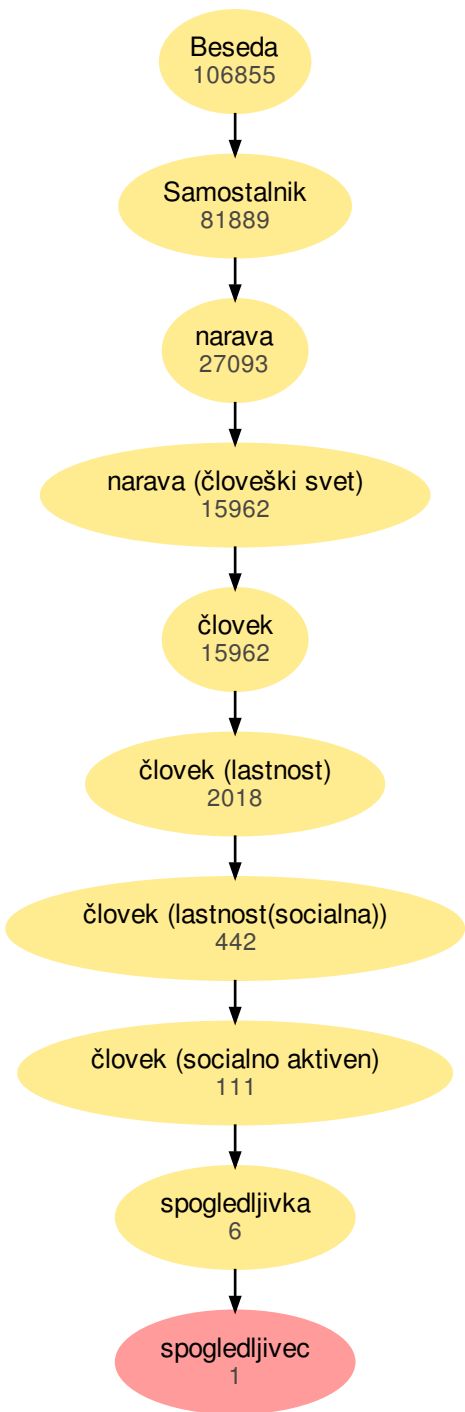 Beseda
106855
Samostalnik
81889
narava
27093
narava (človeški svet)
15962
človek
15962
človek (lastnost)
2018
človek (lastnost(socialna))
442
človek (socialno aktiven)
111
spogledljivka
6
spogledljivec
1